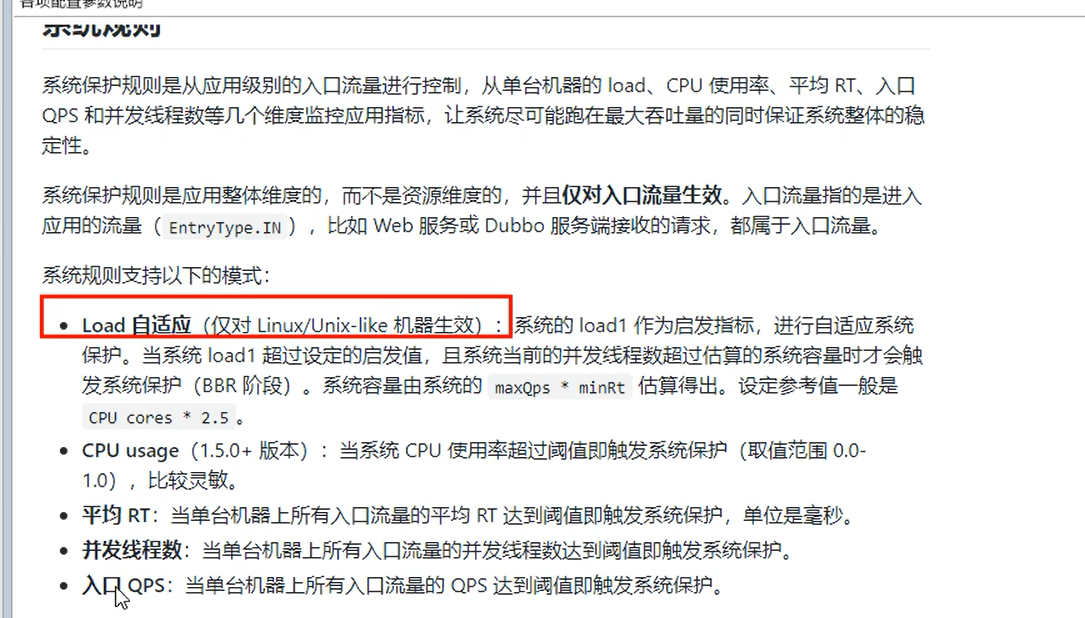 各项配置参数说明
系统规则
系统保护规则是从应用级别的入口流量进行控制，从单台机器的 load、CPU 使用率、平均 RT、入口
QPS 和并发线程数等几个维度监控应用指标，让系统尽可能跑在最大吞吐量的同时保证系统整体的稳
定性。
系统保护规则是应用整体维度的，而不是资源维度的，并且仅对入口流量生效。入口流量指的是进入
应用的流量（EntryType.IN），比如 Web 服务或 Dubbo 服务端接收的请求，都属于入口流量。
系统规则支持以下的模式：
• Load 自适应（仅对 Linux/Unix-like 机器生效）：系统的 load1 作为启发指标，进行自适应系统
保护。当系统 load1 超过设定的启发值，且系统当前的并发线程数超过估算的系统容量时才会触
发系统保护（BBR 阶段）。系统容量由系统的 maxQps * minRt 估算得出。设定参考值一般是
CPU cores * 2.5。
• CPU usage（1.5.0+ 版本）：当系统 CPU 使用率超过阈值即触发系统保护（取值范围 0.0-
1.0），比较灵敏。
• 平均 RT：当单台机器上所有入口流量的平均 RT 达到阈值即触发系统保护，单位是毫秒。
• 并发线程数：当单台机器上所有入口流量的并发线程数达到阈值即触发系统保护。
• 入口 QPS：当单台机器上所有入口流量的 QPS 达到阈值即触发系统保护。